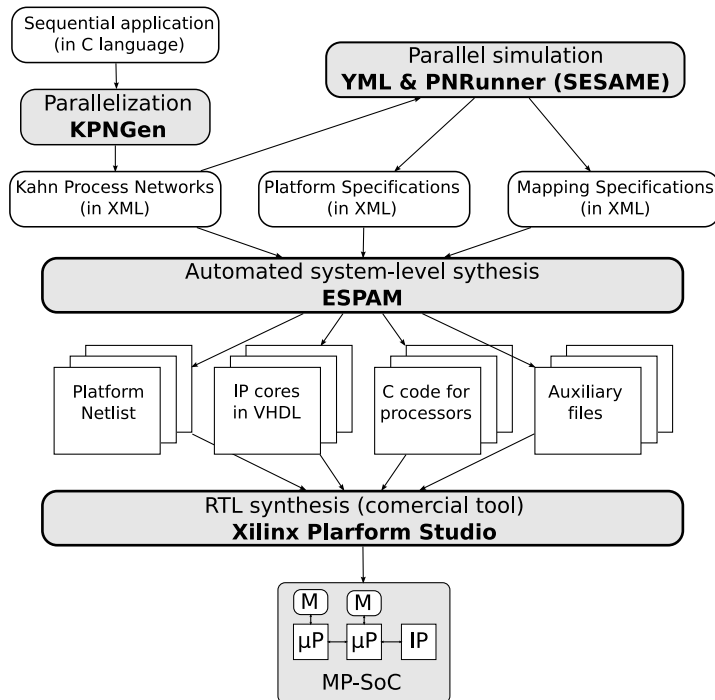 Sequential application
(in C language)
Parallel simulation
YML & PNRunner (SESAME)
Parallelization
KPNGen
Kahn Process Networks
(in XML)
Platform Specifications
(in XML)
Mapping Specifications
(in XML)
Automated system-level sythesis
ESPAM
Platform
Netlist
IP cores
in VHDL
C code for
processors
Auxiliary
files
RTL synthesis (comercial tool)
Xilinx Plarform Studio
M
M
μP
μP
IP
MP-SoC